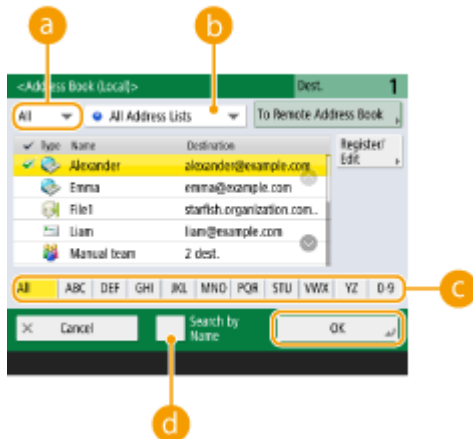 a
b
<Address Book (Local)> Dest. 1
All All Address Lists To Remote Address Book
Type Name Destination
Register/
Edit
Alexander alexander@example.com
Emma emma@example.com
File1 starfish.organization.com..
Liam liam@example.com
Manual team 2 dest.
All ABC DEF GHI JKL MNO PQR STU VWX YZ 0-9
c
Cancel Search by
Name OK
d